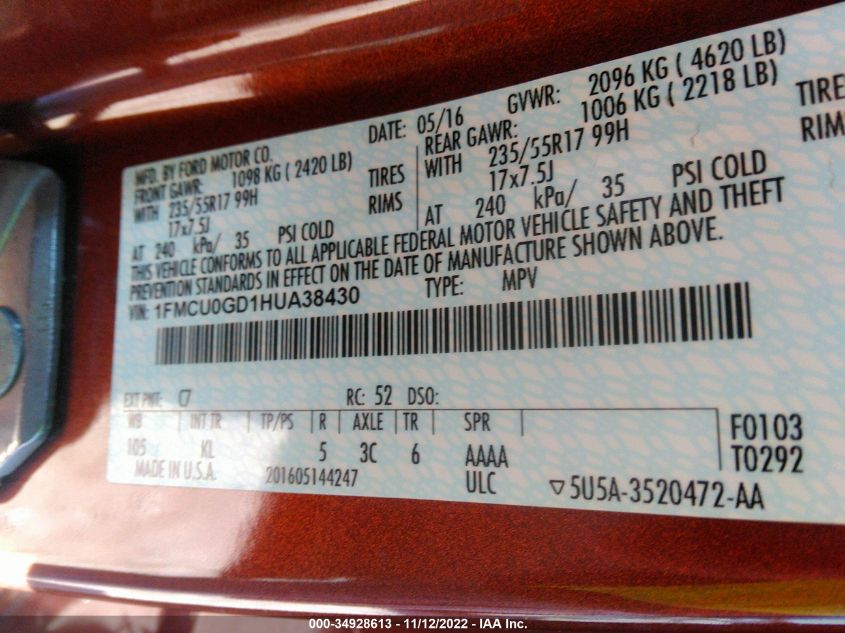 MFD. BY FORD MOTOR CO. DATE: 05/16 GVWR: 2096 KG ( 4620 LB)
FRONT GAWR: 1098 KG ( 2420 LB) REAR GAWR: 1006 KG ( 2218 LB)
WITH 235/55R17 99H TIRES WITH 235/55R17 99H TIRE
17x7.5J RIMS 17x7.5J RIM
AT 240 kPa/ 35 PSI COLD AT 240 kPa/ 35 PSI COLD
THIS VEHICLE CONFORMS TO ALL APPLICABLE FEDERAL MOTOR VEHICLE SAFETY AND THEFT
PREVENTION STANDARDS IN EFFECT ON THE DATE OF MANUFACTURE SHOWN ABOVE.
VIN: 1FMCU0GD1HUA38430 TYPE: MPV
EXT PNT: RC: 52 DSO:
WB INT TR TP/PS R AXLE TR SPR F0103
105 KL 5 3C 6 AAAA T0292
MADE IN U.S.A. 201605144247 ULC ▽5U5A-3520472-AA
000-34928613 - 11/12/2022 - IAA Inc.